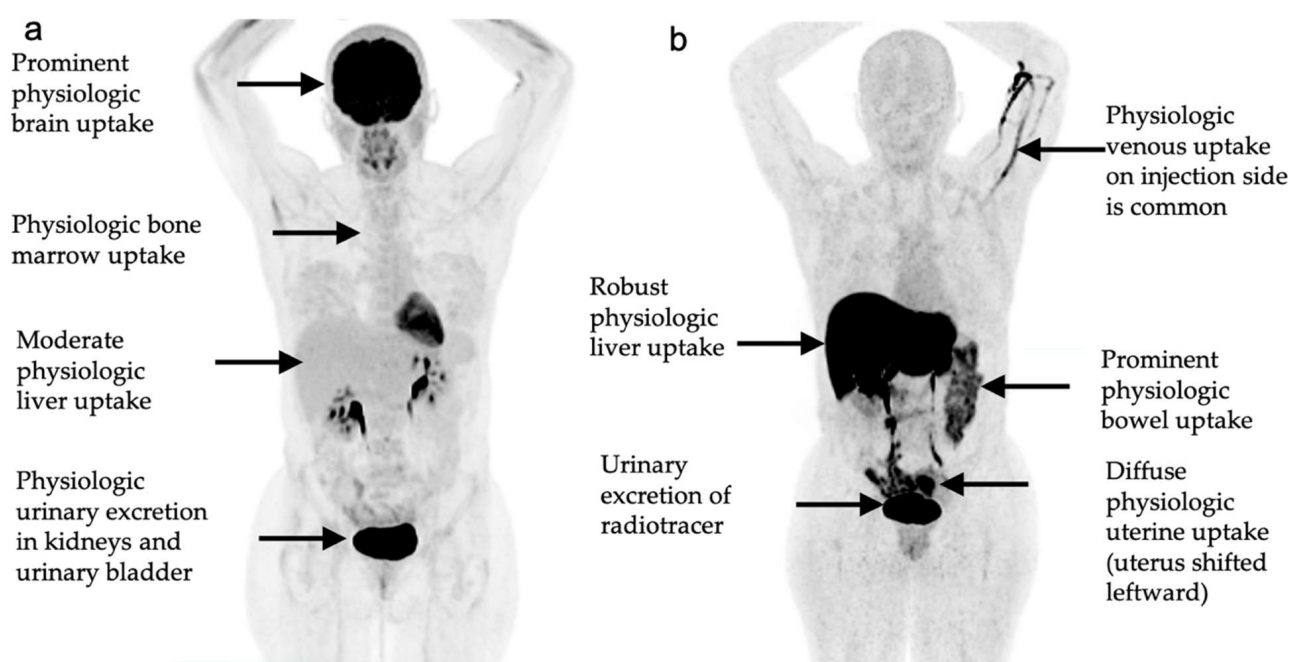 a
Prominent
physiologic
brain uptake
Physiologic bone
marrow uptake
Moderate
physiologic
liver uptake
Physiologic
urinary excretion
in kidneys and
urinary bladder
b
Physiologic
venous uptake
on injection side
is common
Robust
physiologic
liver uptake
Prominent
physiologic
bowel uptake
Urinary
excretion of
radiotracer
Diffuse
physiologic
uterine uptake
(uterus shifted
leftward)